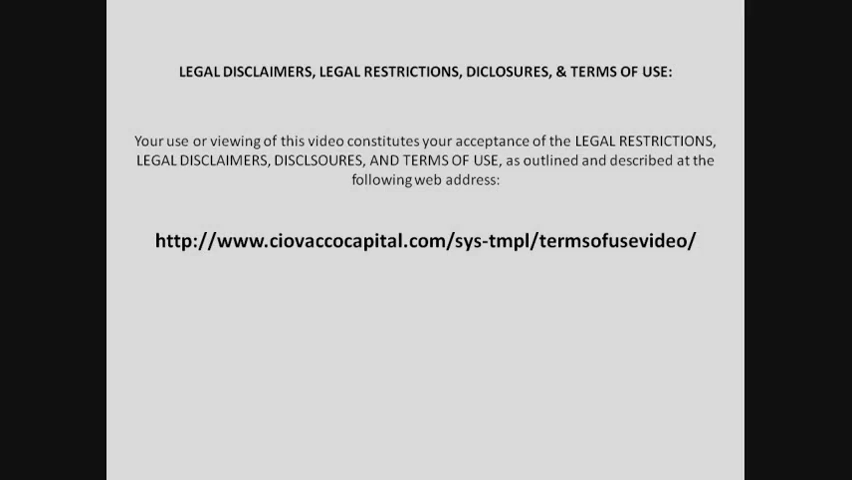 LEGAL DISCLAIMERS, LEGAL RESTRICTIONS, DICLOSURES, & TERMS OF USE:
Your use or viewing of this video constitutes your acceptance of the LEGAL RESTRICTIONS,
LEGAL DISCLAIMERS, DISCLSOURES, AND TERMS OF USE, as outlined and described at the
following web address:
http://www.ciovaccocapital.com/sys-tmpl/termsofusevideo/